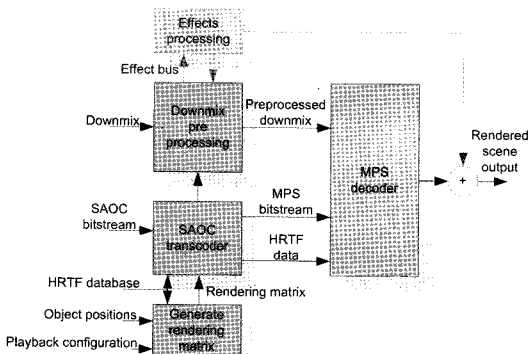 Effects
processing
Effect bus
Downmix
Downmix
pre
processing
Preprocessed
downmix
MPS
decoder
+
Rendered
scene
output
SAOC
bitstream
SAOC
transcoder
MPS
bitstream
HRTF
data
HRTF database
Rendering matrix
Object positions
Playback configuration
Generate
rendering
matrix